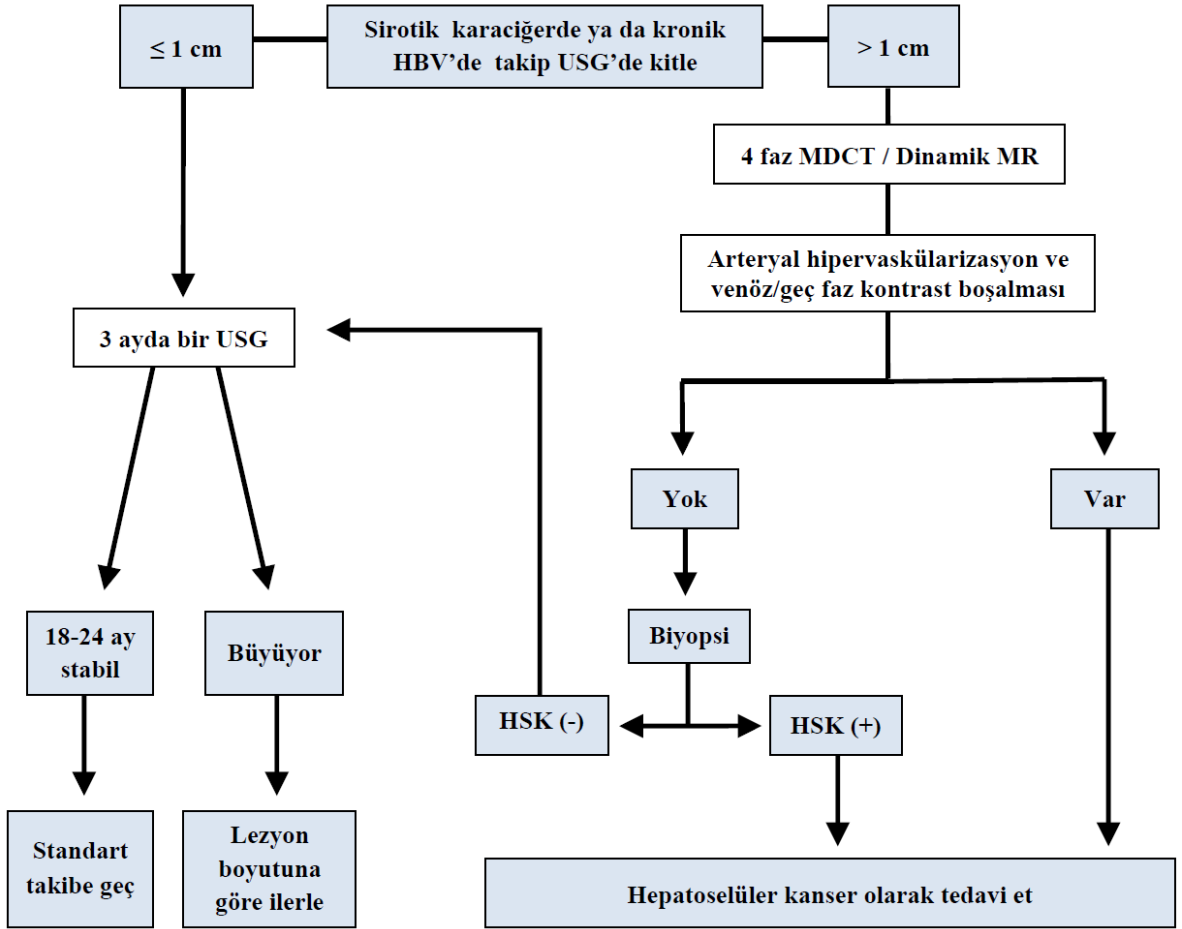 ≤ 1 cm
Sirotik karaciğerde ya da kronik
HBV’de takip USG’de kitle
> 1 cm
4 faz MDCT / Dinamik MR
Arteryal hipervaskülarizasyon ve
venöz/geç faz kontrast boşalması
3 ayda bir USG
Yok
Var
18-24 ay
stabil
Büyüyor
Biyopsi
HSK (-)
HSK (+)
Standart
takibe geç
Lezyon
boyutuna
göre ilerle
Hepatoselüler kanser olarak tedavi et